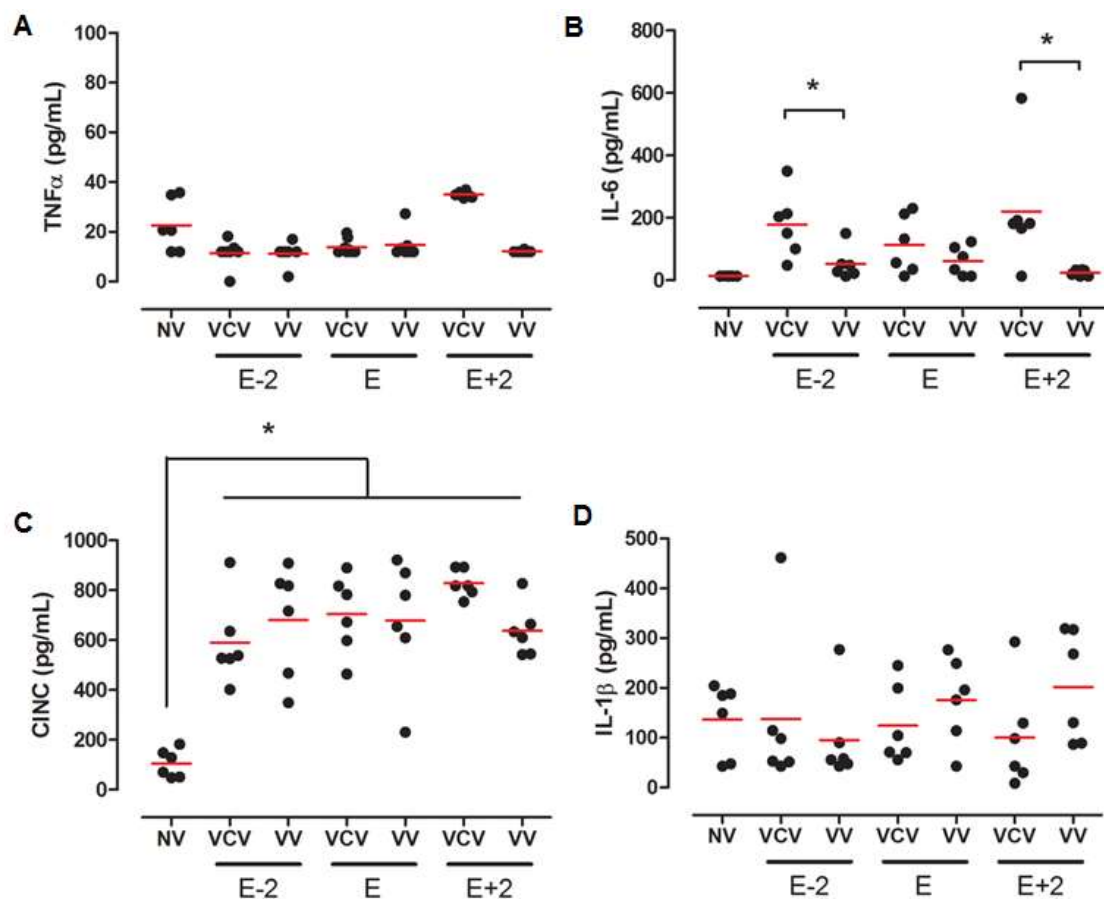 A
TNFα (pg/mL)
100
80
60
40
20
0
NV VCV VV VCV VV VCV VV
E-2 E E+2
B
IL-6 (pg/mL)
800
600
400
200
0
* *
NV VCV VV VCV VV VCV VV
E-2 E E+2
C
CINC (pg/mL)
*
1000
800
600
400
200
0
NV VCV VV VCV VV VCV VV
E-2 E E+2
D
IL-1β (pg/mL)
500
400
300
200
100
0
NV VCV VV VCV VV VCV VV
E-2 E E+2